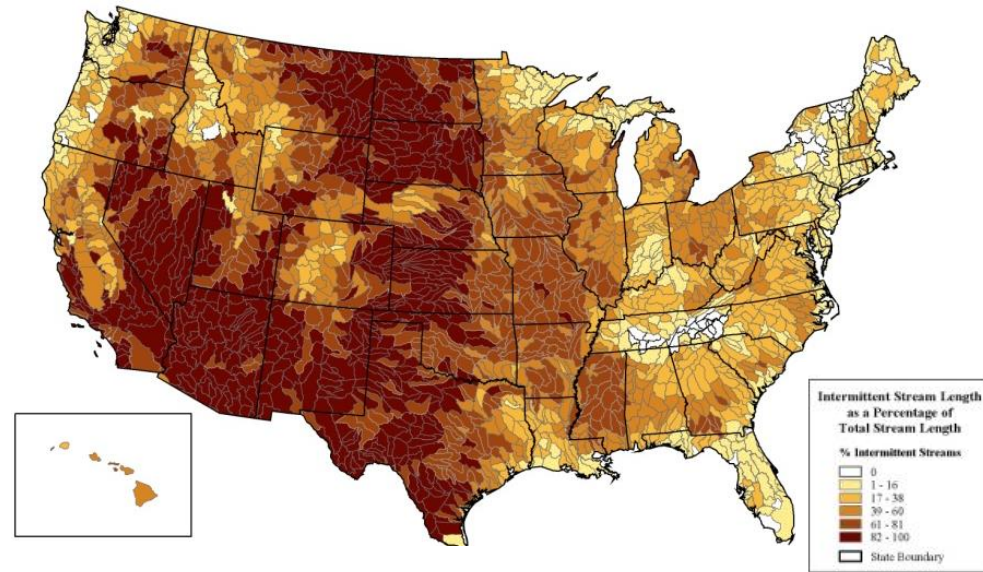 Intermittent Stream Length
as a Percentage of
Total Stream Length
% Intermittent Streams
0
1 - 16
17 - 38
39 - 60
61 - 81
82 - 100
State Boundary